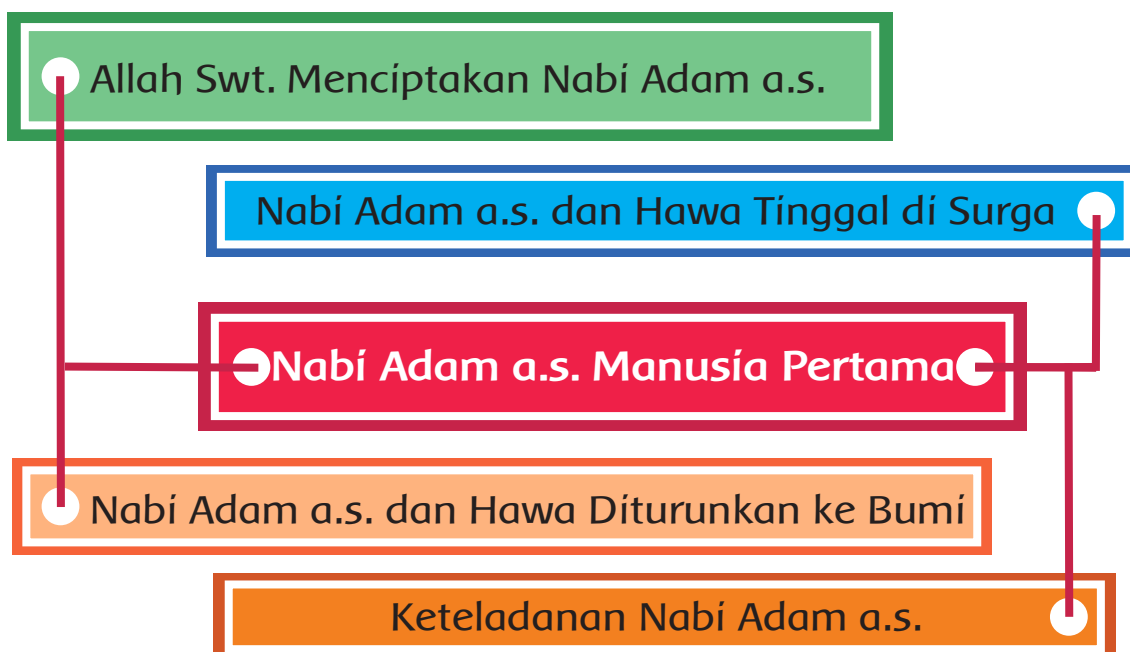 Allah Swt. Menciptakan Nabi Adam a.s.
Nabi Adam a.s. dan Hawa Tinggal di Surga
Nabi Adam a.s. Manusia Pertama
Nabi Adam a.s. dan Hawa Diturunkan ke Bumi
Keteladanan Nabi Adam a.s.